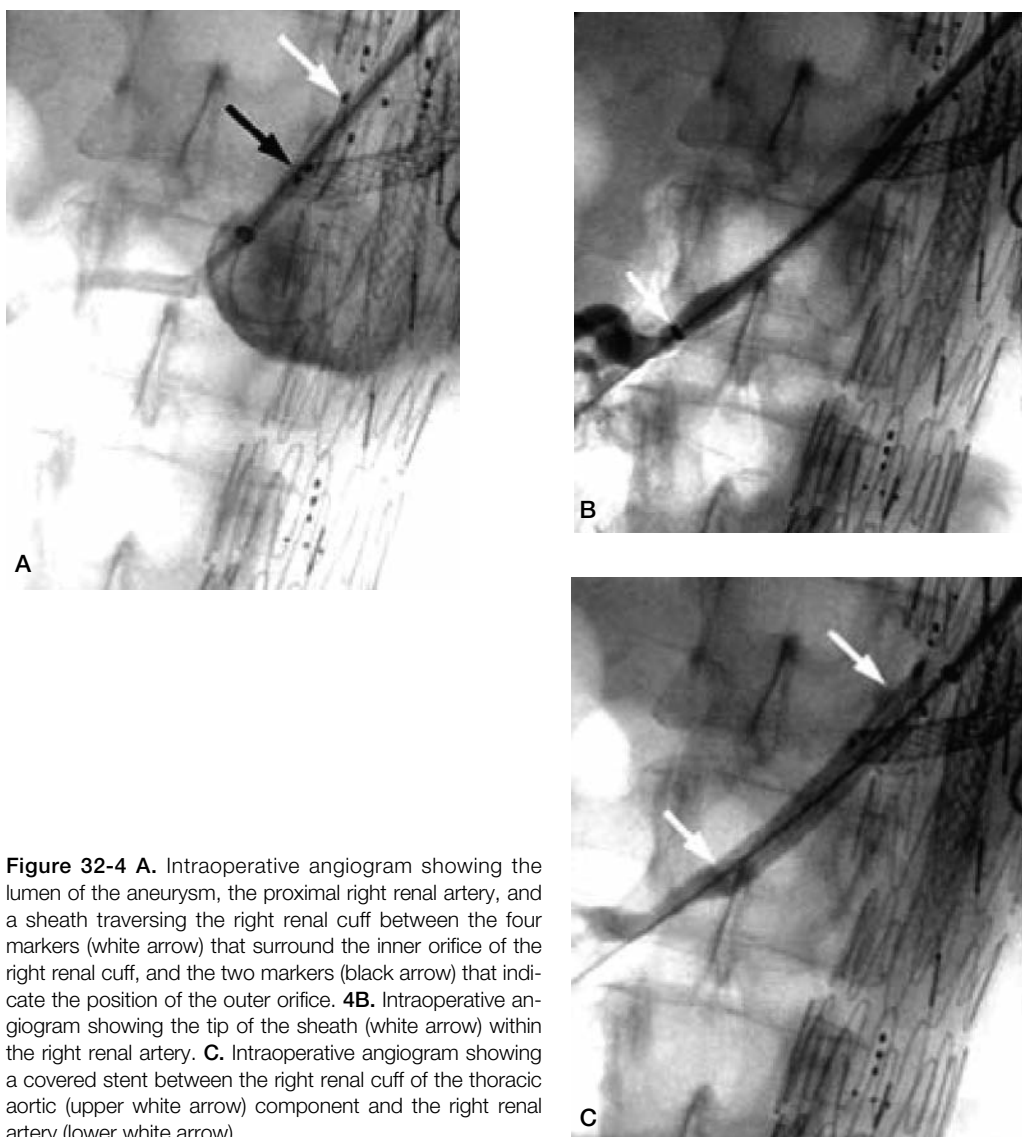 A
B
C
Figure 32-4 A. Intraoperative angiogram showing the
lumen of the aneurysm, the proximal right renal artery, and
a sheath traversing the right renal cuff between the four
markers (white arrow) that surround the inner orifice of the
right renal cuff, and the two markers (black arrow) that indi-
cate the position of the outer orifice. 4B. Intraoperative an-
giogram showing the tip of the sheath (white arrow) within
the right renal artery. C. Intraoperative angiogram showing
a covered stent between the right renal cuff of the thoracic
aortic (upper white arrow) component and the right renal
artery (lower white arrow).